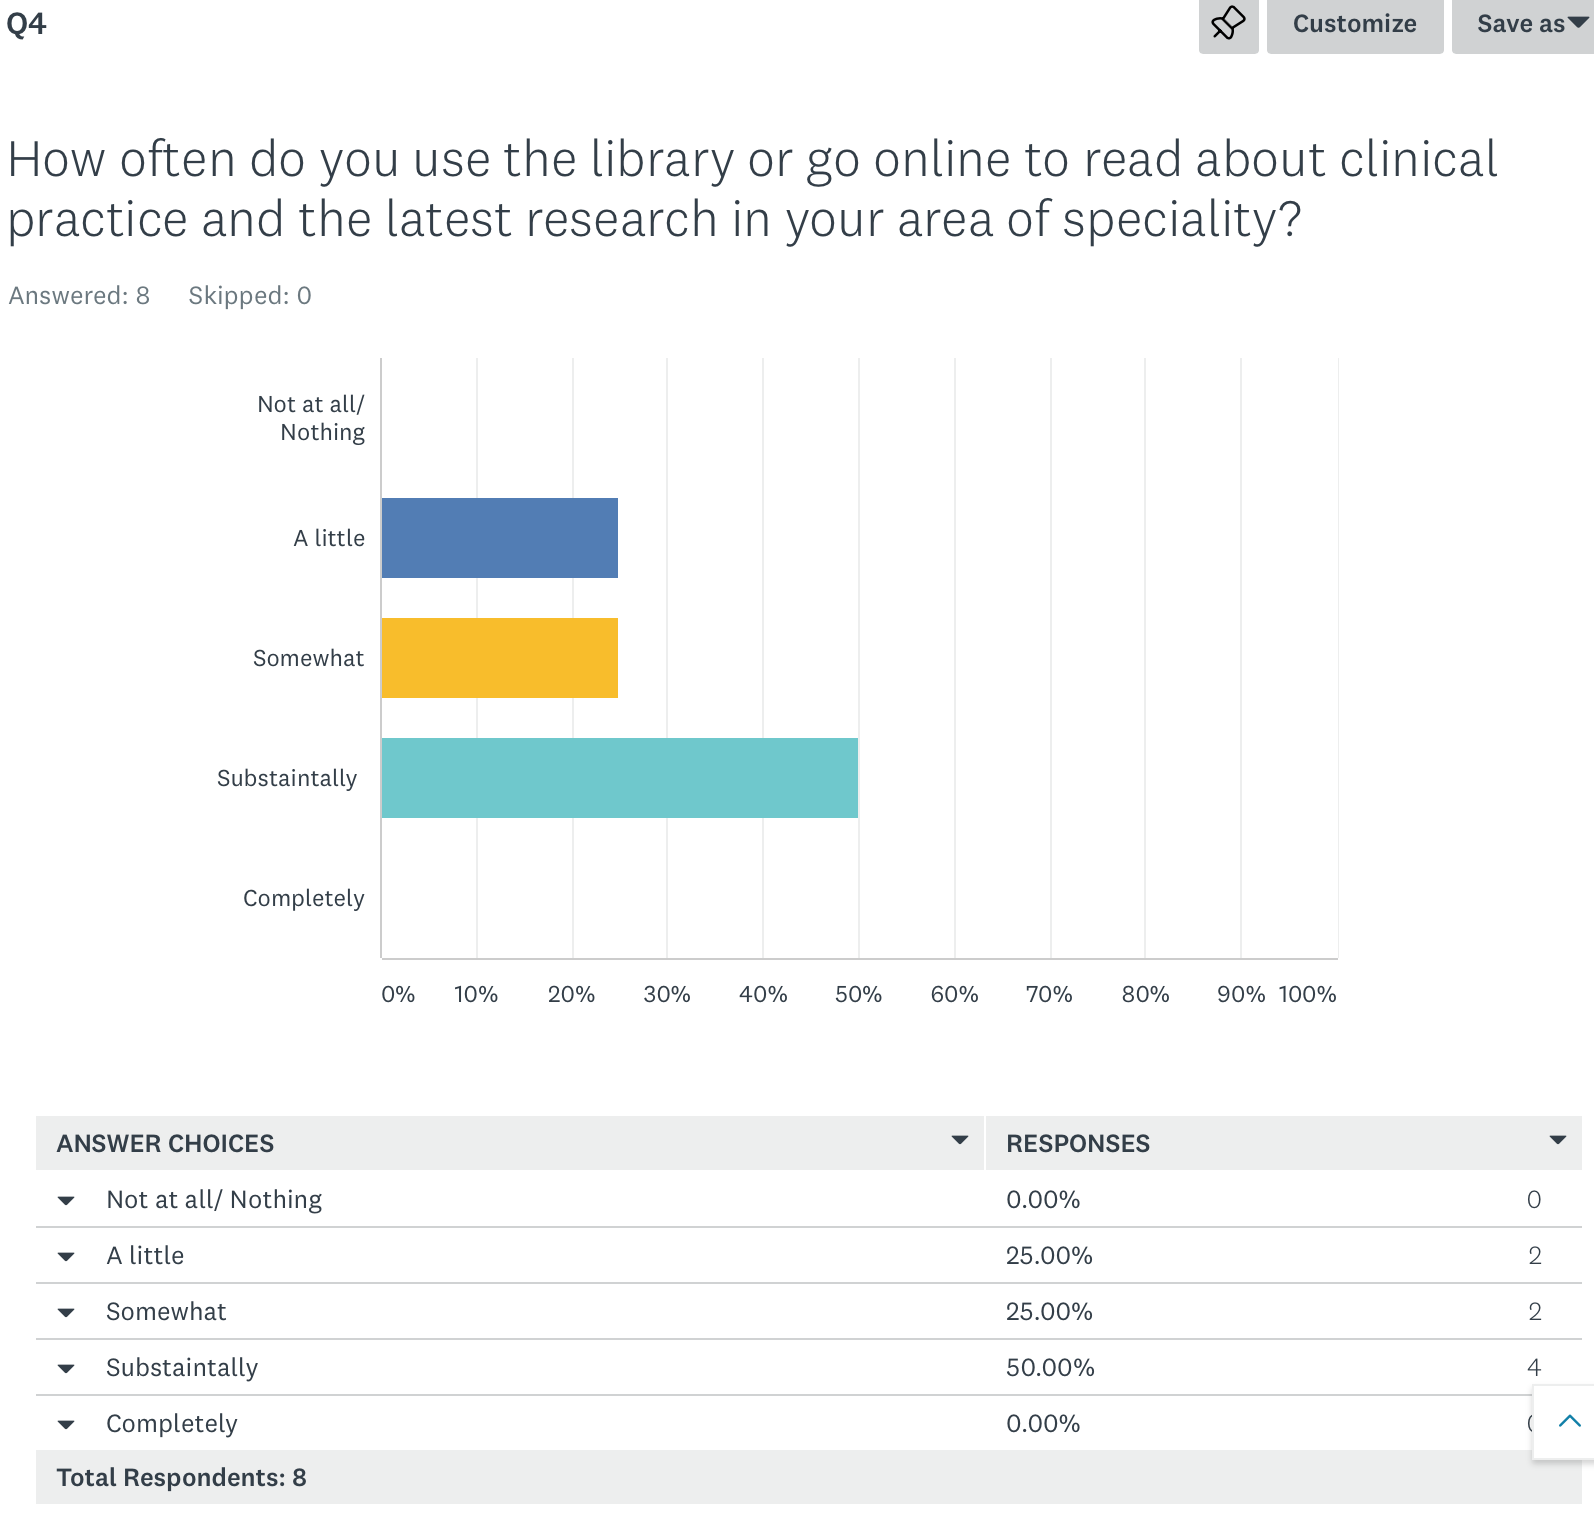 Q4
Customize
Save as
How often do you use the library or go online to read about clinical
practice and the latest research in your area of speciality?
Answered: 8 Skipped: 0
Not at all/
Nothing
A little
Somewhat
Substaintally
Completely
0% 10% 20% 30% 40% 50% 60% 70% 80% 90% 100%
ANSWER CHOICES RESPONSES
Not at all/ Nothing 0.00% 0
A little 25.00% 2
Somewhat 25.00% 2
Substaintally 50.00% 4
Completely 0.00%
Total Respondents: 8